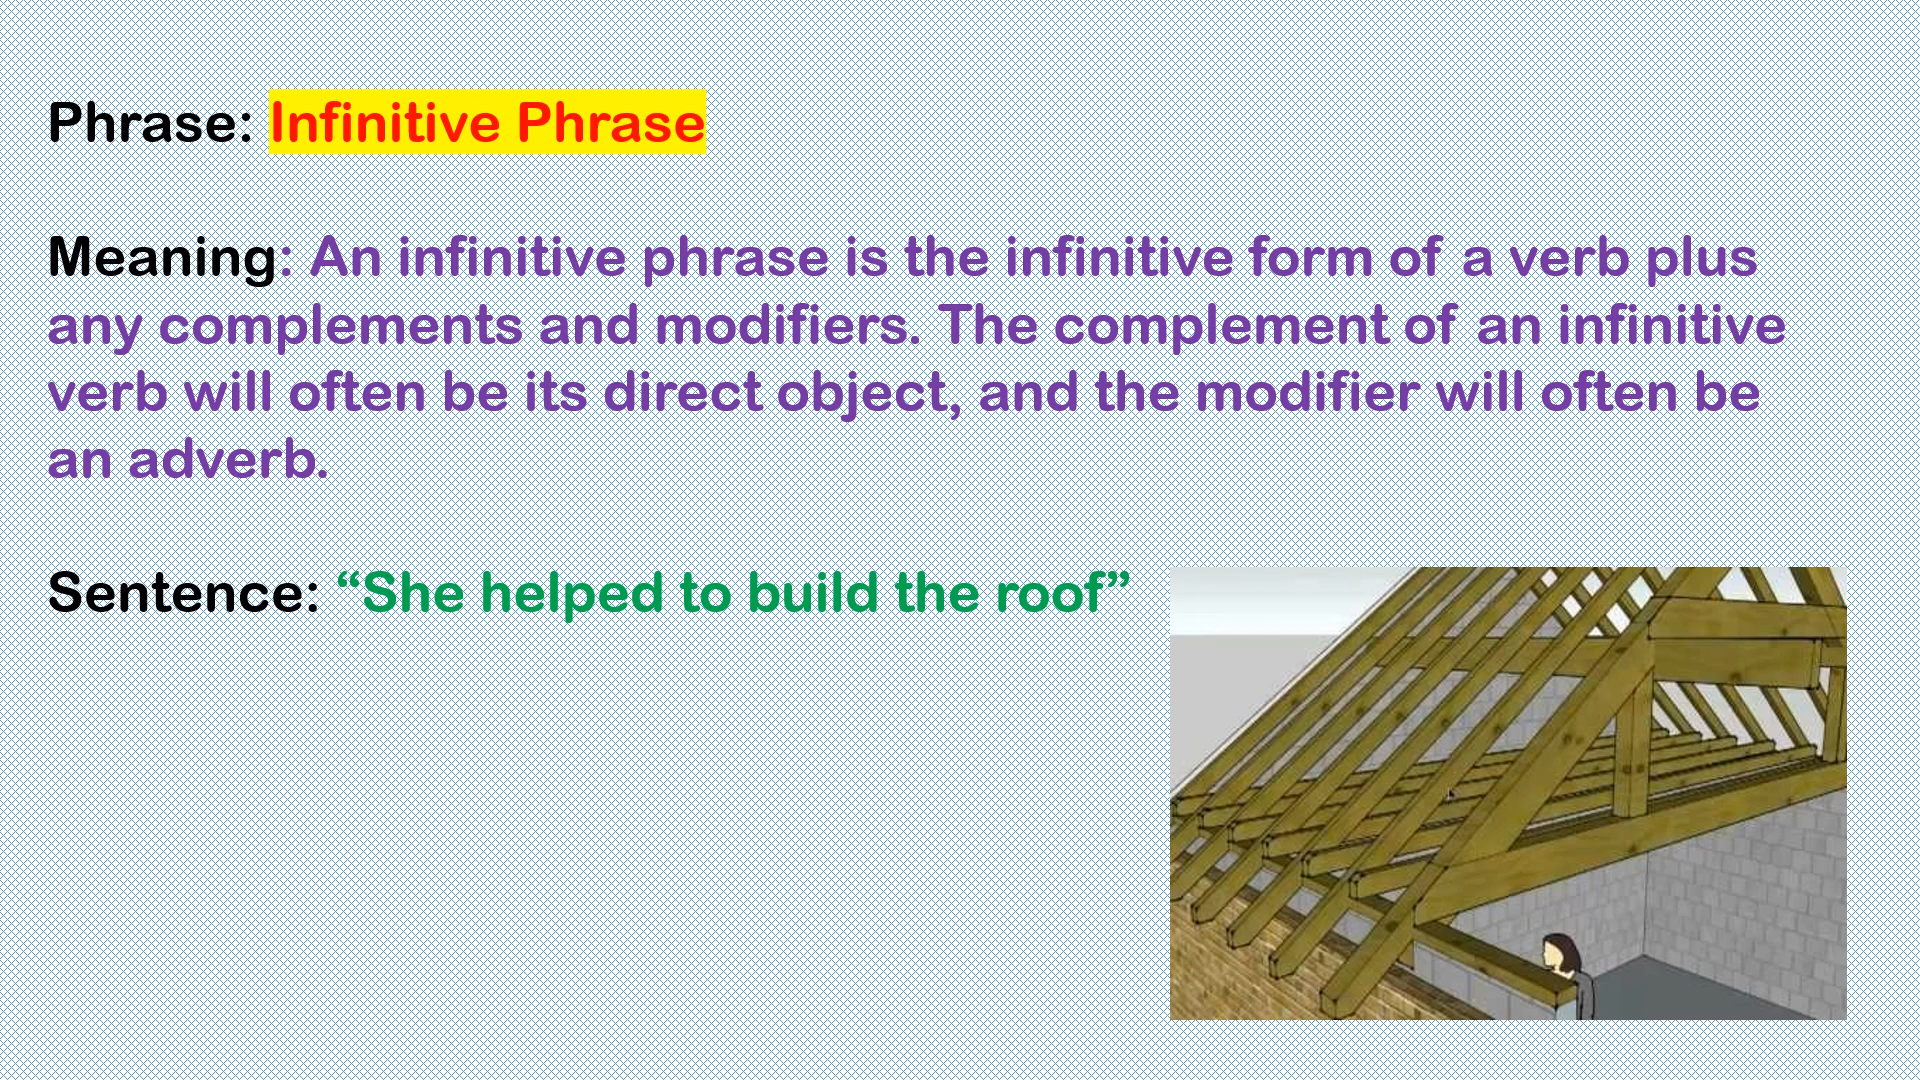 Phrase: Infinitive Phrase
Meaning: An infinitive phrase is the infinitive form of a verb plus
any complements and modifiers. The complement of an infinitive
verb will often be its direct object, and the modifier will often be
an adverb.
Sentence: “She helped to build the roof”